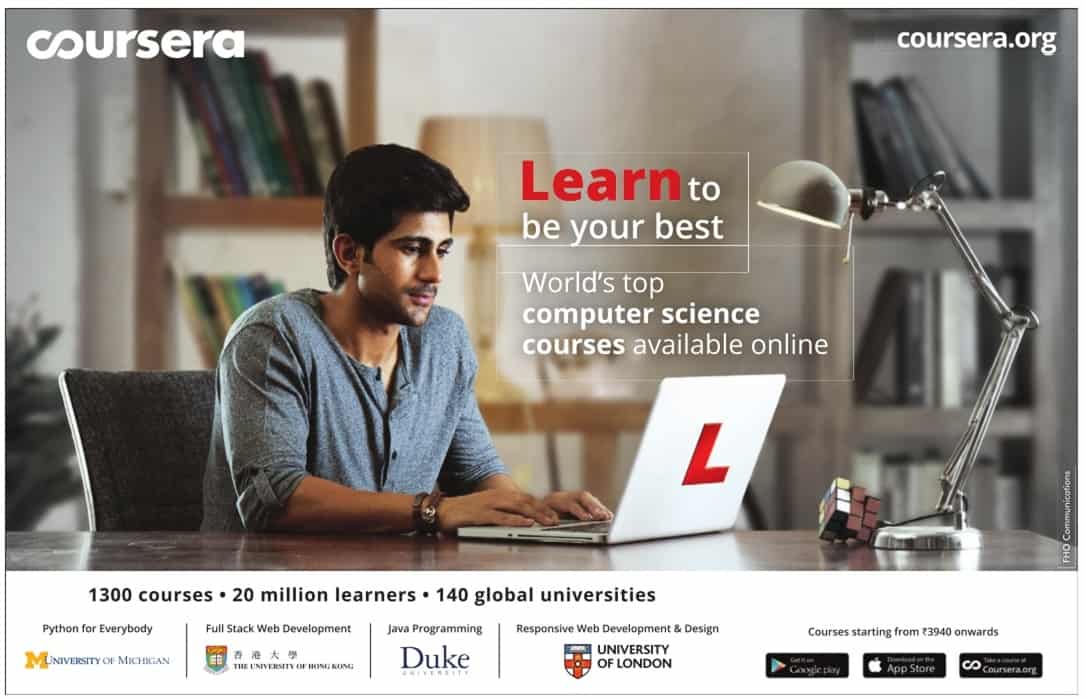 coursera
coursera.org
Learn to
be your best
World's top
computer science
courses available online
L
FHQ Communications
1300 courses • 20 million learners • 140 global universities
Python for Everybody
M UNIVERSITY OF MICHIGAN
Full Stack Web Development
香港大學
THE UNIVERSITY OF HONG KONG
Java Programming
Duke
UNIVERSITY
Responsive Web Development & Design
UNIVERSITY
OF LONDON
Courses starting from ₹3940 onwards
Get it on
Google play
Download on the
App Store
Take a course at
Coursera.org